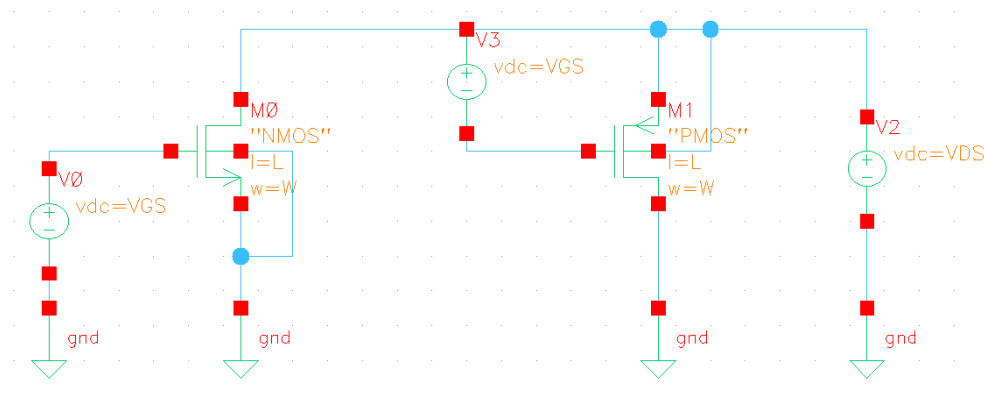 V3
vdc=VGS
M0
"NMOS"
l=L
w=W
M1
"PMOS"
l=L
w=W
V2
vdc=VDS
V0
vdc=VGS
gnd
gnd
gnd
gnd